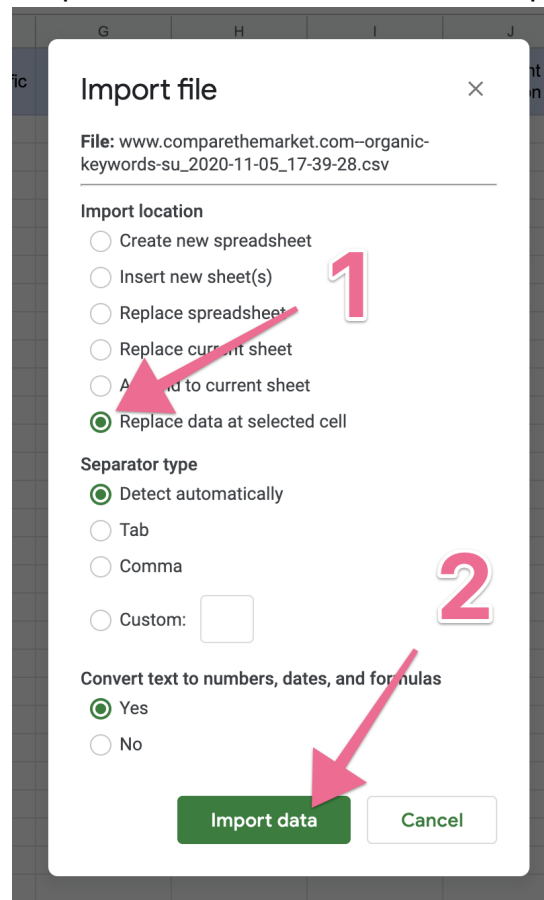 G H I J
fic
nt
on
Import file
File: www.comparethemarket.com--organic-
keywords-su_2020-11-05_17-39-28.csv
Import location
Create new spreadsheet
Insert new sheet(s)
1
Replace spreadsheet
Replace current sheet
to current sheet
Replace data at selected cell
Separator type
Detect automatically
Tab
Comma
2
Custom:
Convert text to numbers, dates, and formulas
Yes
No
Import data Cancel